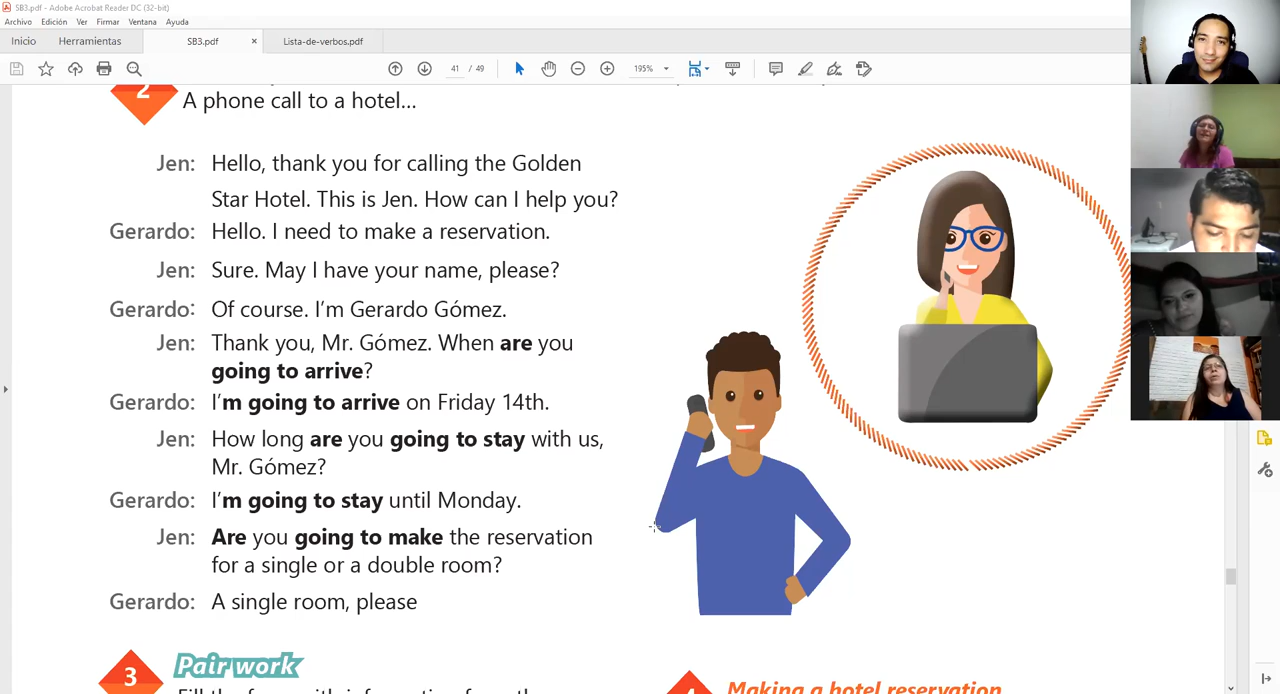 SB3.pdf - Adobe Acrobat Reader DC (32-bit)
Archivo Edición Ver Firmar Ventana Ayuda
Inicio Herramientas SB3.pdf × Lista-de-verbos.pdf
41 / 49 195%
2
A phone call to a hotel...
Jen: Hello, thank you for calling the Golden
Star Hotel. This is Jen. How can I help you?
Gerardo: Hello. I need to make a reservation.
Jen: Sure. May I have your name, please?
Gerardo: Of course. I'm Gerardo Gómez.
Jen: Thank you, Mr. Gómez. When are you
going to arrive?
Gerardo: I'm going to arrive on Friday 14th.
Jen: How long are you going to stay with us,
Mr. Gómez?
Gerardo: I'm going to stay until Monday.
Jen: Are you going to make the reservation
for a single or a double room?
Gerardo: A single room, please
3 Pair work
Making a hotel reservation